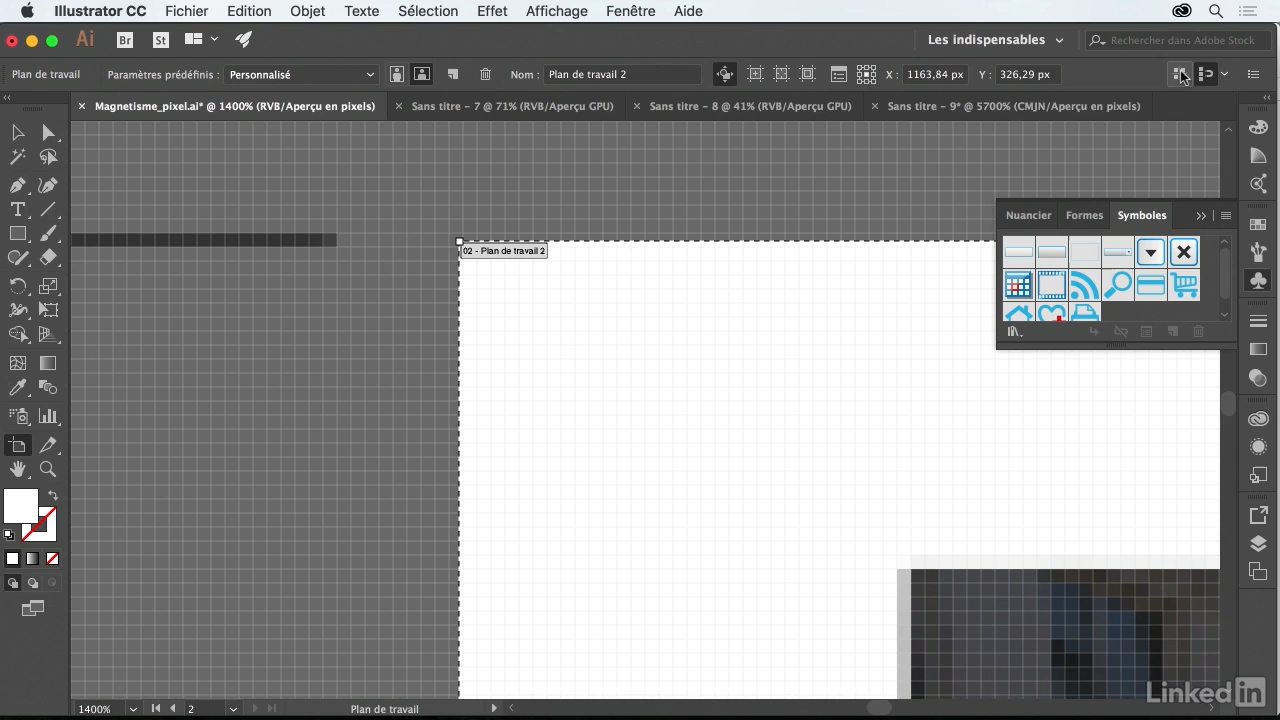 Illustrator CC Fichier Edition Objet Texte Sélection Effet Affichage Fenêtre Aide
Ai Br St Les indispensables Rechercher dans Adobe Stock
Plan de travail Paramètres prédéfinis : Personnalisé Nom : Plan de travail 2 X : 1163,84 px Y : 326,29 px
Magnetisme_pixel.ai* @ 1400% (RVB/Aperçu en pixels) Sans titre - 7 @ 71% (RVB/Aperçu GPU) Sans titre - 8 @ 41% (RVB/Aperçu GPU) Sans titre - 9* @ 5700% (CMJN/Aperçu en pixels)
Nuancier Formes Symboles
02 - Plan de travail 2
LinkedIn
1400% 2 Plan de travail